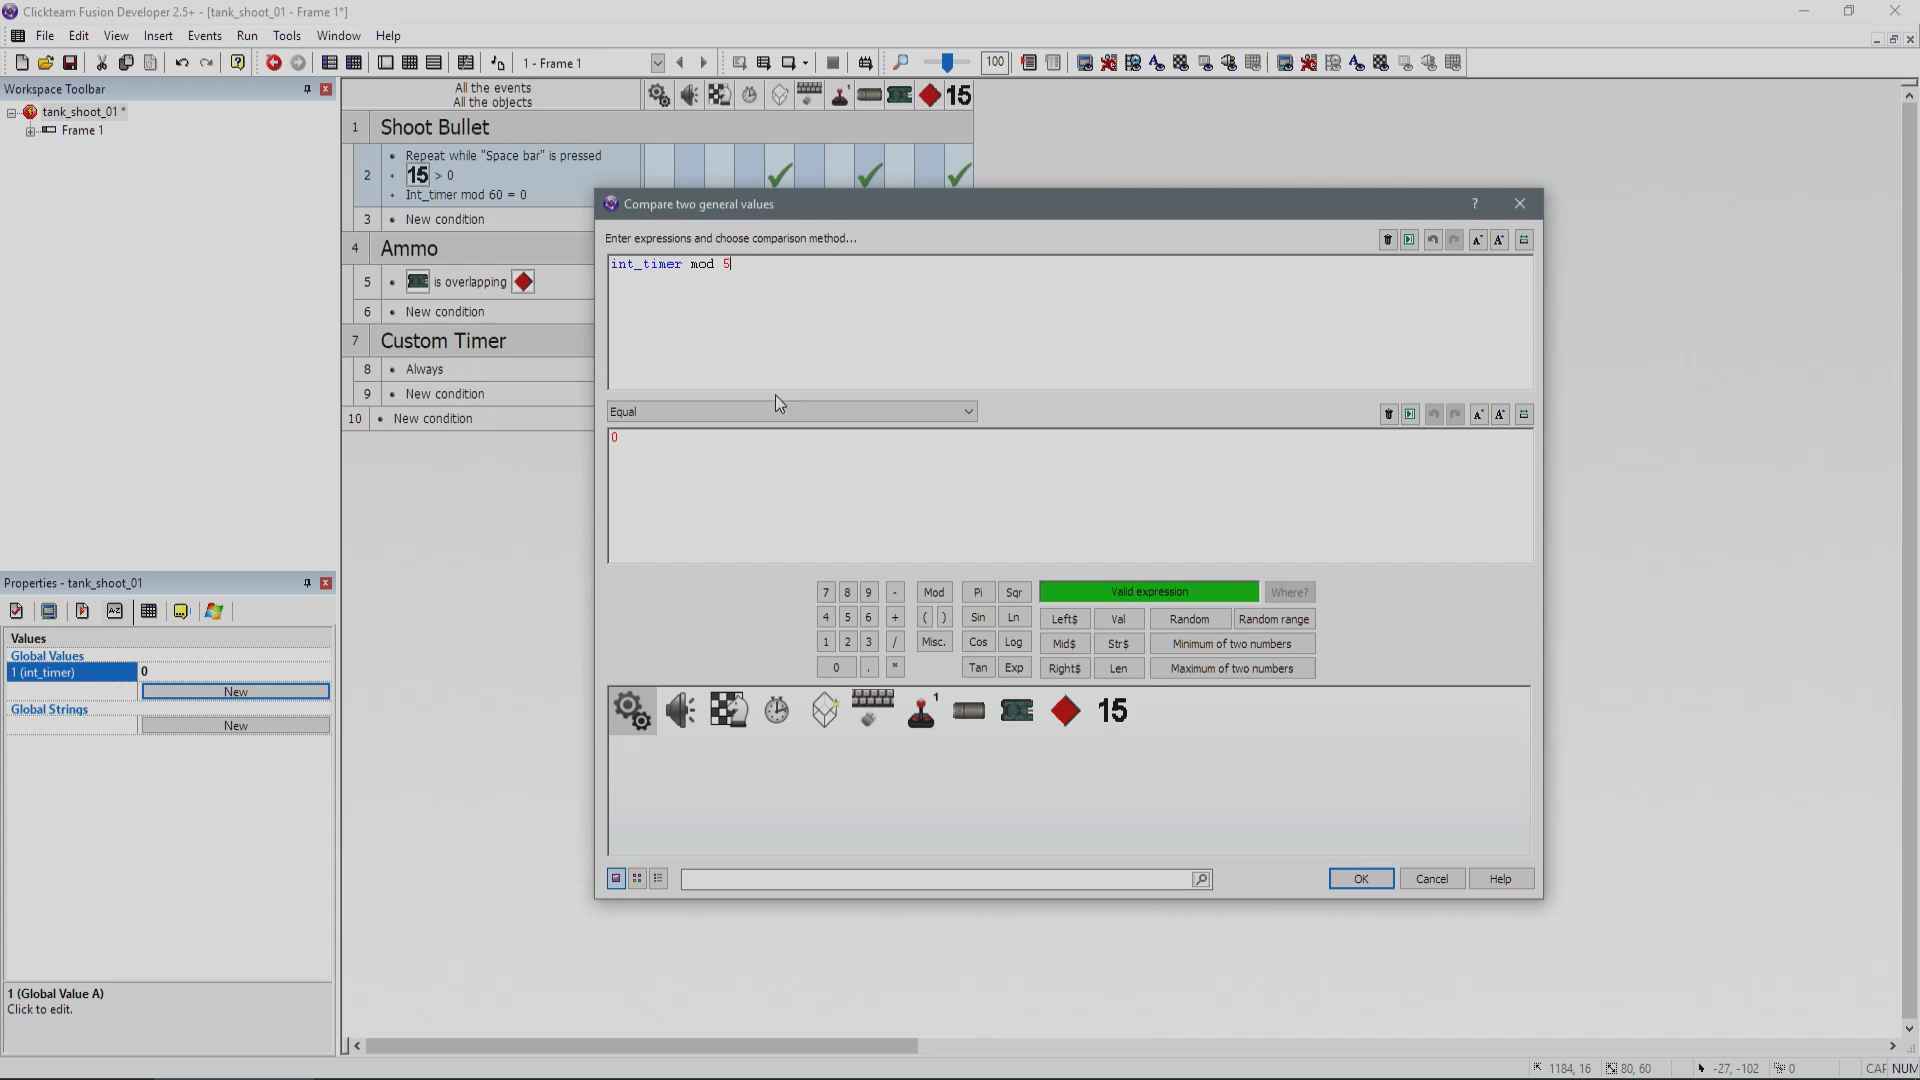 Clickteam Fusion Developer 2.5+ - [tank_shoot_01 - Frame 1*]
File Edit View Insert Events Run Tools Window Help
1 - Frame 1
100
Workspace Toolbar
tank_shoot_01 *
Frame 1
All the events
All the objects
15
1 Shoot Bullet
2
Repeat while "Space bar" is pressed
15 > 0
Int_timer mod 60 = 0
3 New condition
4 Ammo
5 is overlapping
6 New condition
7 Custom Timer
8 Always
9 New condition
10 New condition
Compare two general values
?
Enter expressions and choose comparison method...
int_timer mod 5
Equal
0
7 8 9 - Mod Pi Sqr Valid expression Where?
4 5 6 + ( ) Sin Ln Left$ Val Random Random range
1 2 3 / Misc. Cos Log Mid$ Str$ Minimum of two numbers
0 . * Tan Exp Right$ Len Maximum of two numbers
1
15
OK Cancel Help
Properties - tank_shoot_01
Values
Global Values
1 (int_timer) 0
New
Global Strings
New
1 (Global Value A)
Click to edit.
1184, 16 80, 60 -27, -102 0 CAP NUM